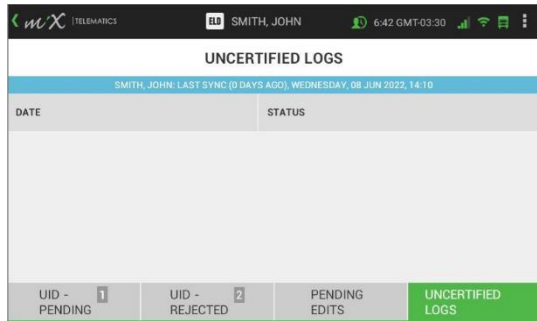 miX TELEMATICS ELD SMITH, JOHN 6:42 GMT-03:30
UNCERTIFIED LOGS
SMITH, JOHN: LAST SYNC (0 DAYS AGO), WEDNESDAY, 08 JUN 2022, 14:10
DATE STATUS
UID - 1 UID - 2 PENDING UNCERTIFIED
PENDING REJECTED EDITS LOGS